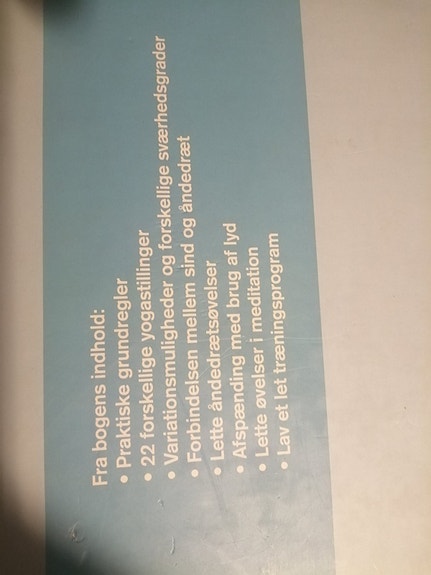 Fra bogens indhold:
• Praktiske grundregler
• 22 forskellige yogastillinger
• Variationsmuligheder og forskellige sværhedsgrader
• Forbindelsen mellem sind og åndedræt
• Lette åndedrætsøvelser
• Afspænding med brug af lyd
• Lette øvelser i meditation
• Lav et let træningsprogram